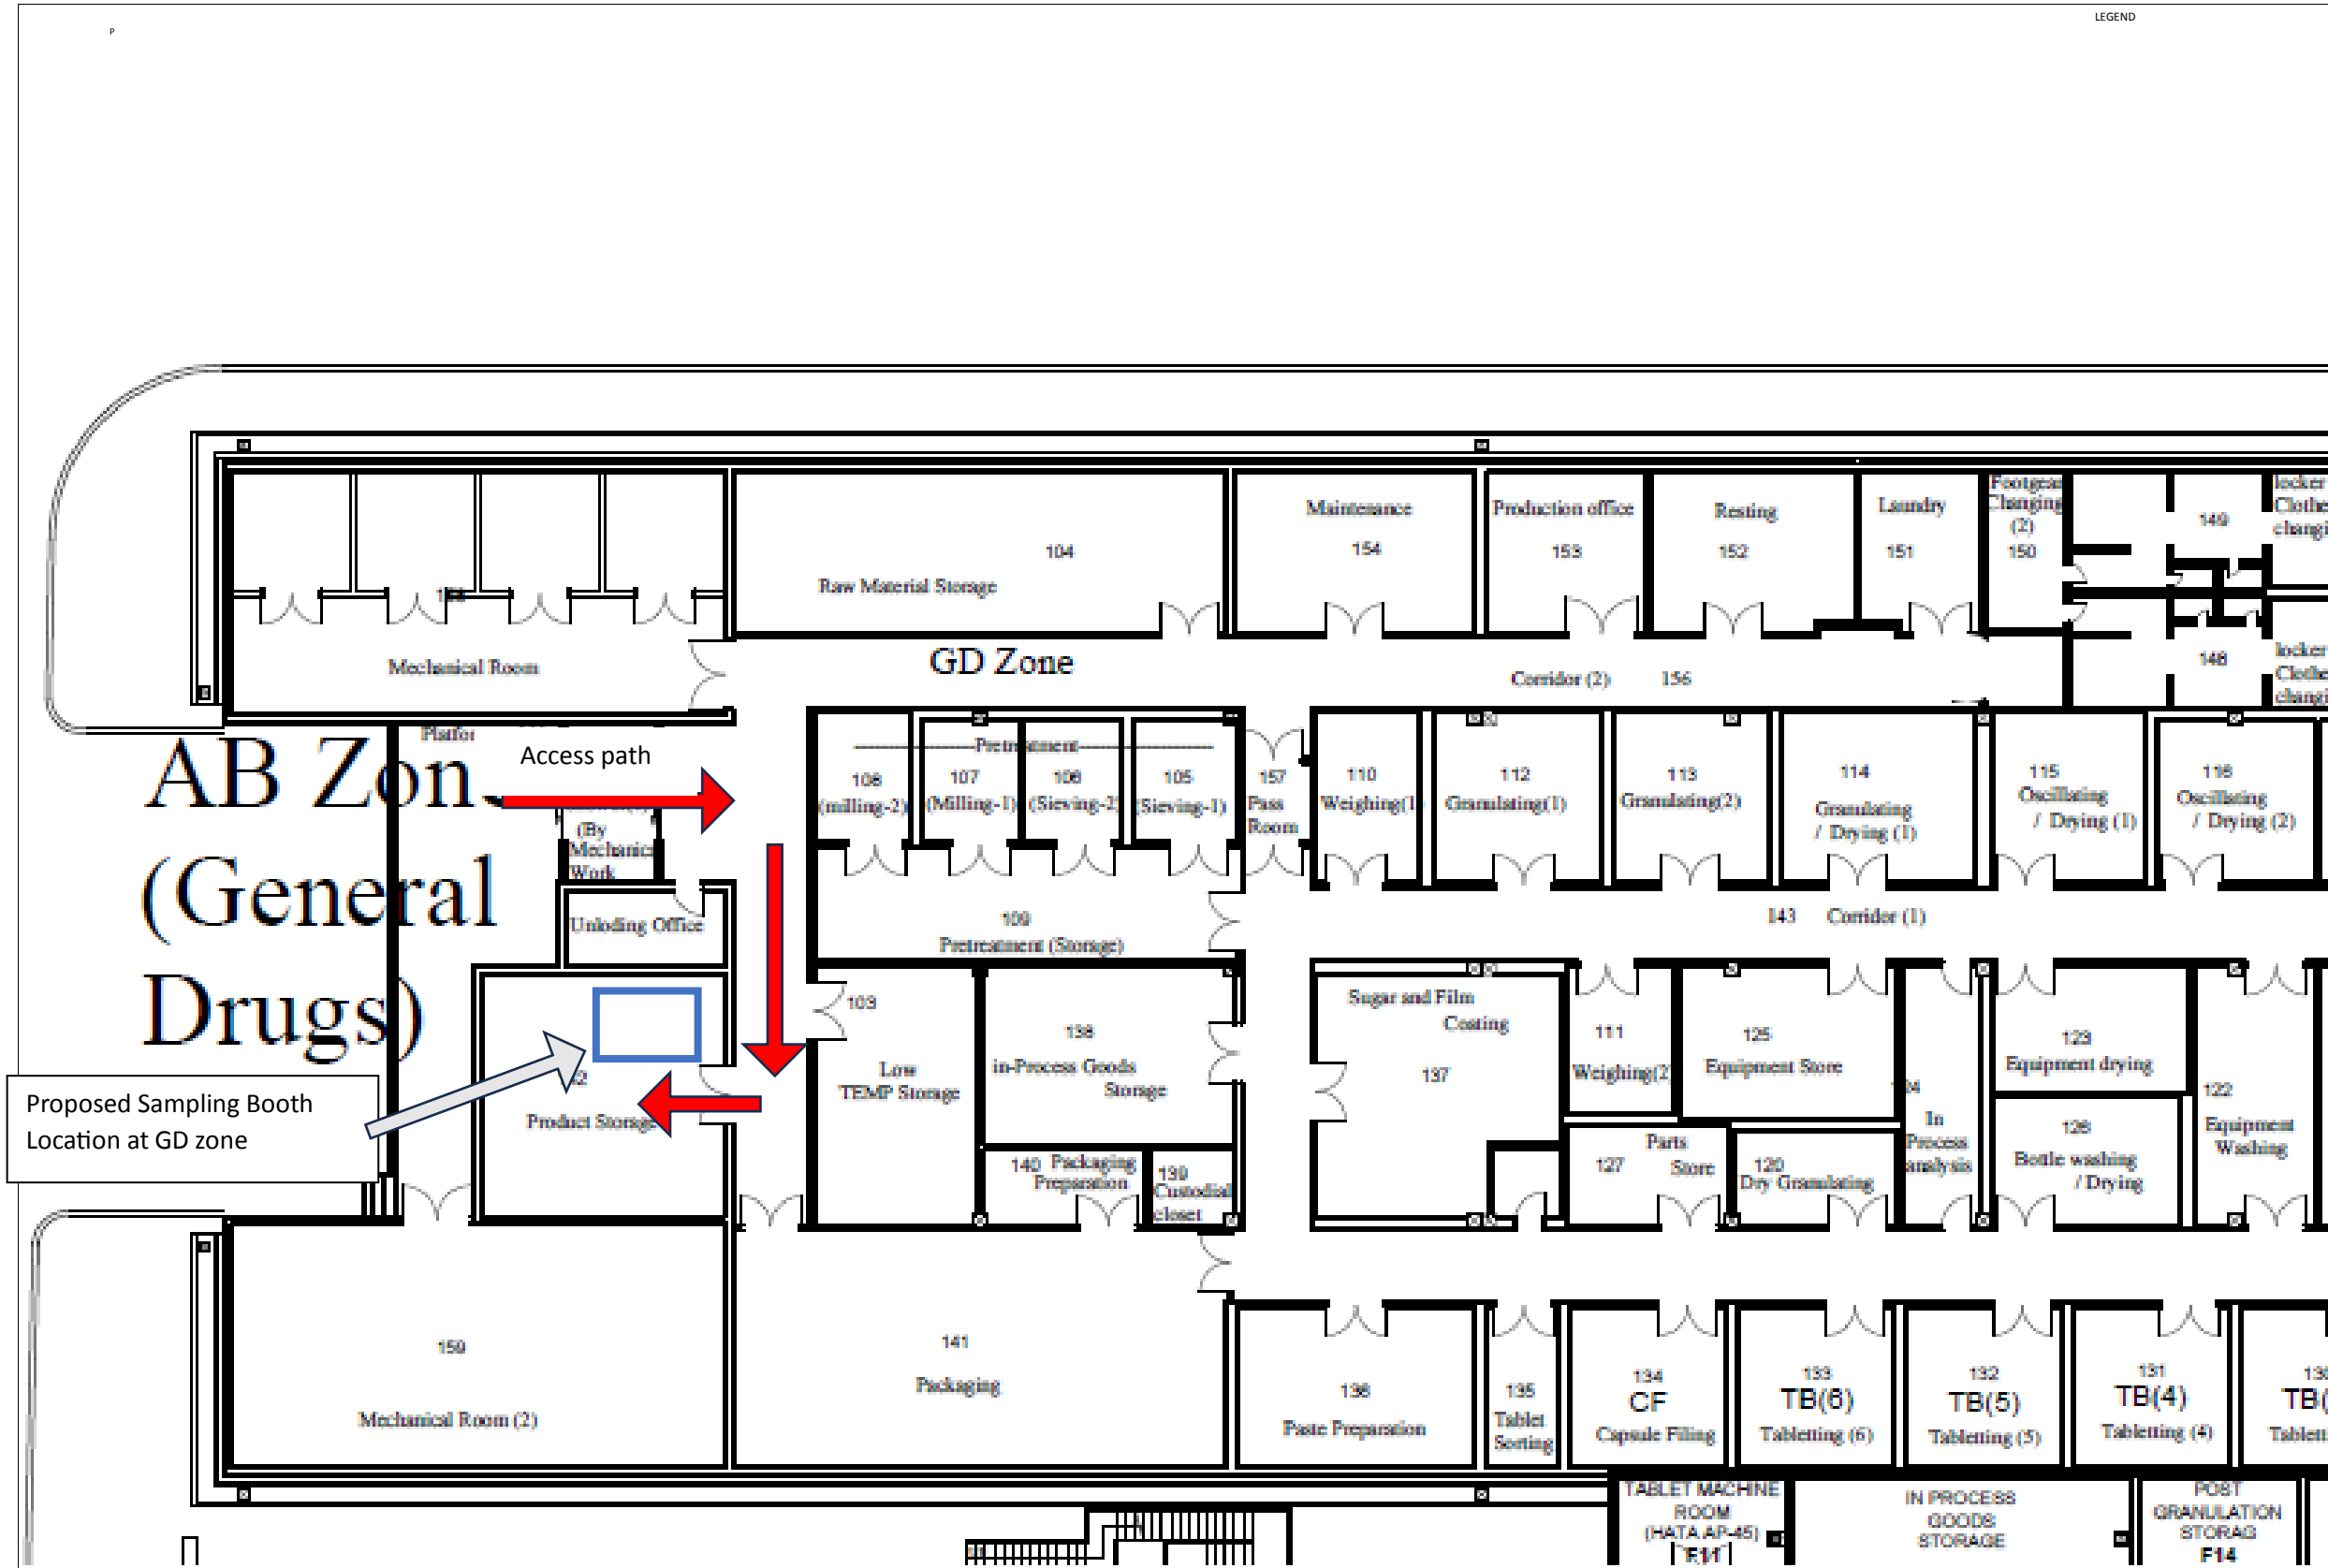 P
LEGEND
Maintenance
154
Production office
153
Resting
152
Laundry
151
Footgear
Changing
(2)
150
149
locker
104
Raw Material Storage
Mechanical Room
GD Zone
Corridor (2)
156
148
locker
AB Zon
(General
Drugs)
Access path
(By
Work
Unloding Office
Pretreatment
108
(milling-2)
107
(Milling-1)
106
(Sieving-2)
105
(Sieving-1)
157
Pass
Room
110
Weighing(1
112
Granulating(1)
113
Granulating(2)
114
Granulating
/ Drying (1)
115
Oscillating
/ Drying (1)
116
Oscillating
/ Drying (2)
109
Pretreatment (Storage)
143
Corridor (1)
Proposed Sampling Booth
Location at GD zone
Product Storage
103
Low
TEMP Storage
138
in-Process Goods
Storage
140 Packaging
Preparation
139
Custodial
closet
Sugar and Film
Coating
137
111
Weighing(2
125
Equipment Store
In
Process
analysis
123
Equipment drying
122
Equipment
Washing
127
Parts
Store
120
Dry Granulating
126
Bottle washing
/ Drying
159
Mechanical Room (2)
141
Packaging
136
Paste Preparation
135
Tablet
Sorting
134
CF
Capsule Filing
133
TB(6)
Tabletting (6)
132
TB(5)
Tabletting (5)
131
TB(4)
Tabletting (4)
TABLET MACHINE
ROOM
(HATA AP-45)
F11
IN PROCESS
GOODS
STORAGE
POST
GRANULATION
STORAG
F14